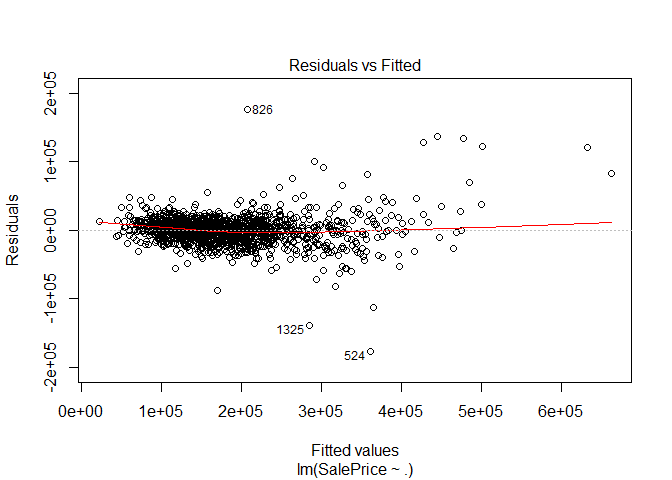 Residuals vs Fitted
2e+05
1e+05
0e+00
-1e+05
-2e+05
Residuals
826
1325
524
0e+00 1e+05 2e+05 3e+05 4e+05 5e+05 6e+05
Fitted values
lm(SalePrice ~ .)